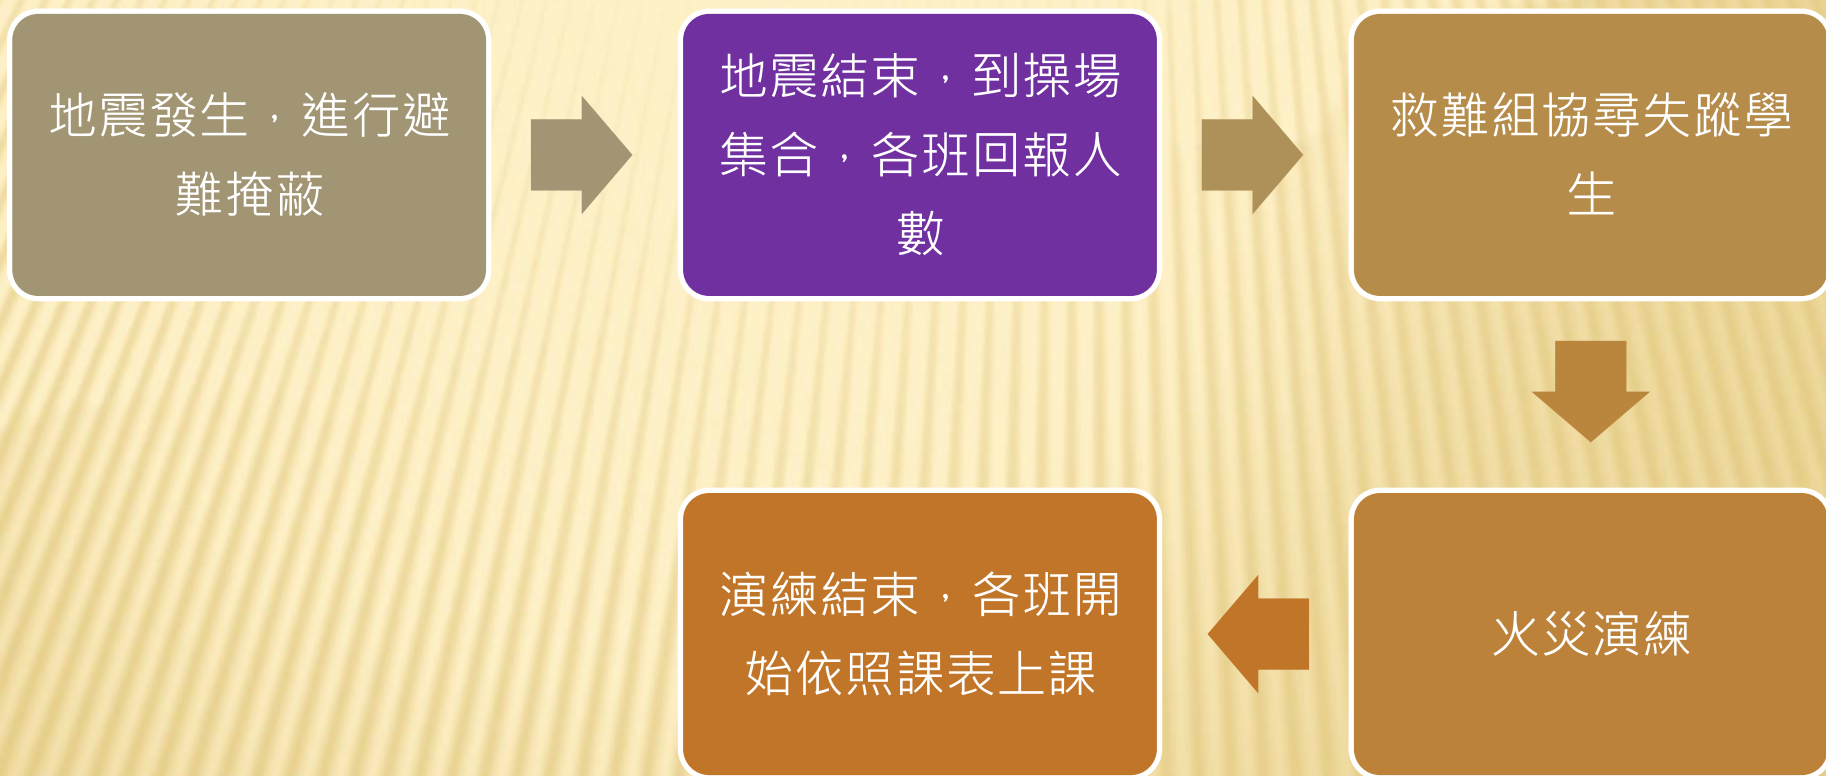 地震發生，進行避
難掩蔽
地震結束，到操場
集合，各班回報人
數
救難組協尋失蹤學
生
火災演練
演練結束，各班開
始依照課表上課